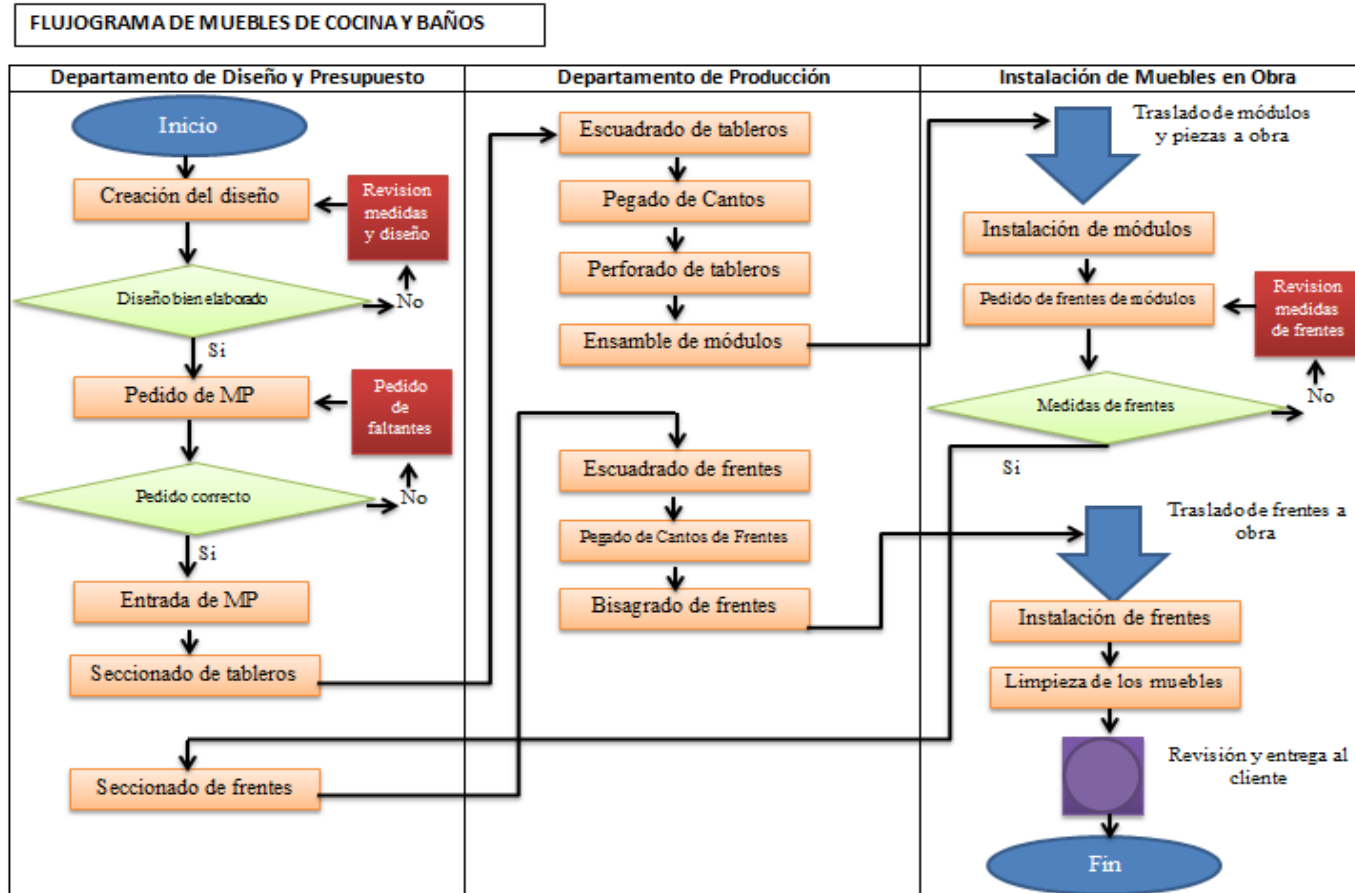 FLUJOGRAMA DE MUEBLES DE COCINA Y BAÑOS
Departamento de Diseño y Presupuesto
Inicio
Creación del diseño
Revision
medidas
y diseño
Diseño bien elaborado
No
Si
Pedido de MP
Pedido
de
faltantes
Pedido correcto
No
Si
Entrada de MP
Seccionado de tableros
Seccionado de frentes
Departamento de Producción
Escuadrado de tableros
Pegado de Cantos
Perforado de tableros
Ensamble de módulos
Escuadrado de frentes
Pegado de Cantos de Frentes
Bisagrado de frentes
Instalación de Muebles en Obra
Traslado de módulos
y piezas a obra
Instalación de módulos
Pedido de frentes de módulos
Revision
medidas
de frentes
Medidas de frentes
No
Si
Traslado de frentes a
obra
Instalación de frentes
Limpieza de los muebles
Revisión y entrega al
cliente
Fin